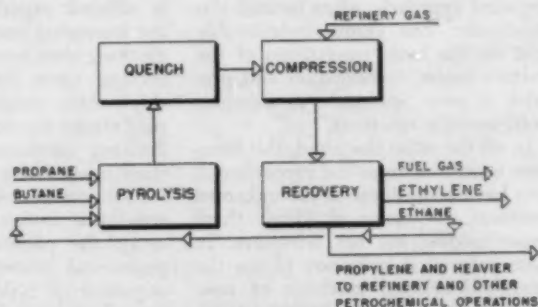 REFINERY GAS
QUENCH
COMPRESSION
PROPANE
BUTANE
PYROLYSIS
RECOVERY
FUEL GAS
ETHYLENE
ETHANE
PROPYLENE AND HEAVIER
TO REFINERY AND OTHER
PETROCHEMICAL OPERATIONS